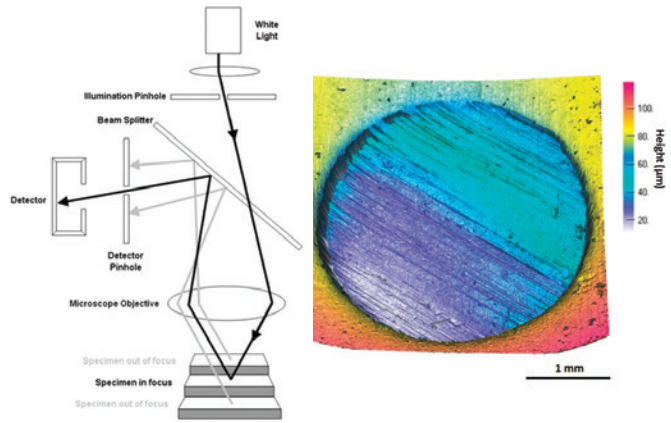 White
Light
Illumination Pinhole
Beam Splitter
Detector
Detector
Pinhole
Microscope Objective
Specimen out of focus
Specimen in focus
Specimen out of focus
100.
80.
60.
40.
20.
Height (µm)
1 mm